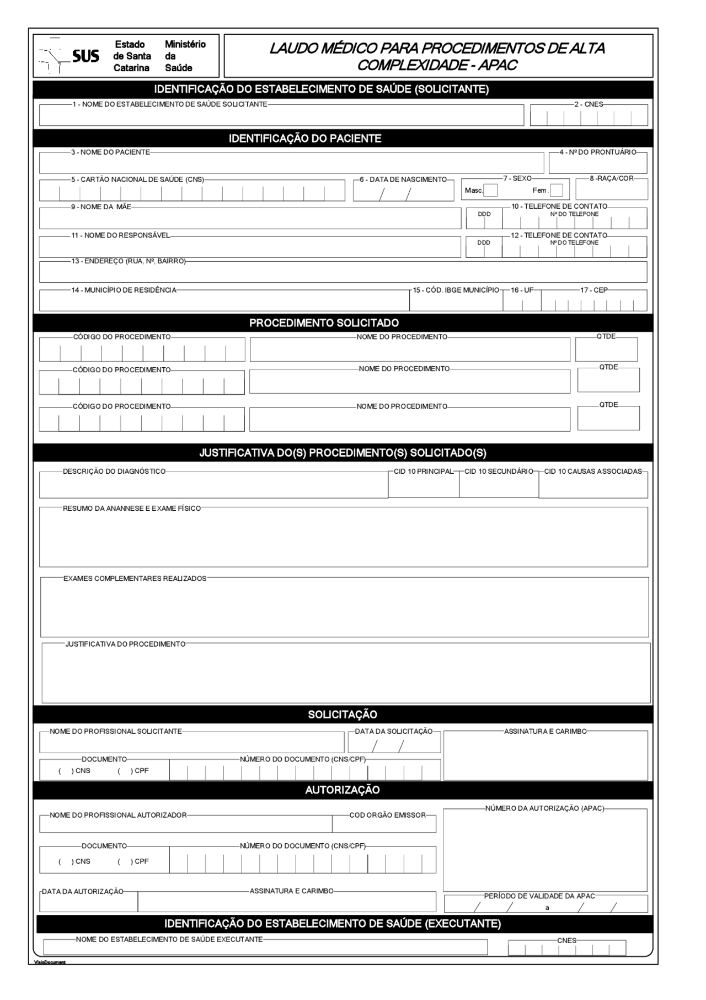 SUS
Estado de Santa Catarina
Ministério da Saúde
LAUDO MÉDICO PARA PROCEDIMENTOS DE ALTA
COMPLEXIDADE - APAC
IDENTIFICAÇÃO DO ESTABELECIMENTO DE SAÚDE (SOLICITANTE)
1 - NOME DO ESTABELECIMENTO DE SAÚDE SOLICITANTE 2 - CNES
IDENTIFICAÇÃO DO PACIENTE
3 - NOME DO PACIENTE 4 - Nº DO PRONTUÁRIO
5 - CARTÃO NACIONAL DE SAÚDE (CNS) 6 - DATA DE NASCIMENTO 7 - SEXO 8 -RAÇA/COR
/ / Masc. Fem.
9 - NOME DA MÃE 10 - TELEFONE DE CONTATO
DDD Nº DO TELEFONE
11 - NOME DO RESPONSÁVEL 12 - TELEFONE DE CONTATO
DDD Nº DO TELEFONE
13 - ENDEREÇO (RUA, Nº, BAIRRO)
14 - MUNICÍPIO DE RESIDÊNCIA 15 - CÓD. IBGE MUNICÍPIO 16 - UF 17 - CEP
PROCEDIMENTO SOLICITADO
CÓDIGO DO PROCEDIMENTO NOME DO PROCEDIMENTO QTDE
CÓDIGO DO PROCEDIMENTO NOME DO PROCEDIMENTO QTDE
CÓDIGO DO PROCEDIMENTO NOME DO PROCEDIMENTO QTDE
JUSTIFICATIVA DO(S) PROCEDIMENTO(S) SOLICITADO(S)
DESCRIÇÃO DO DIAGNÓSTICO CID 10 PRINCIPAL CID 10 SECUNDÁRIO CID 10 CAUSAS ASSOCIADAS
RESUMO DA ANANNESE E EXAME FÍSICO
EXAMES COMPLEMENTARES REALIZADOS
JUSTIFICATIVA DO PROCEDIMENTO
SOLICITAÇÃO
NOME DO PROFISSIONAL SOLICITANTE DATA DA SOLICITAÇÃO ASSINATURA E CARIMBO
/ /
DOCUMENTO NÚMERO DO DOCUMENTO (CNS/CPF)
( ) CNS ( ) CPF
AUTORIZAÇÃO
NOME DO PROFISSIONAL AUTORIZADOR COD ORGÃO EMISSOR NÚMERO DA AUTORIZAÇÃO (APAC)
DOCUMENTO NÚMERO DO DOCUMENTO (CNS/CPF)
( ) CNS ( ) CPF
DATA DA AUTORIZAÇÃO ASSINATURA E CARIMBO PERÍODO DE VALIDADE DA APAC
/ / a / /
IDENTIFICAÇÃO DO ESTABELECIMENTO DE SAÚDE (EXECUTANTE)
NOME DO ESTABELECIMENTO DE SAÚDE EXECUTANTE CNES
VisioDocument